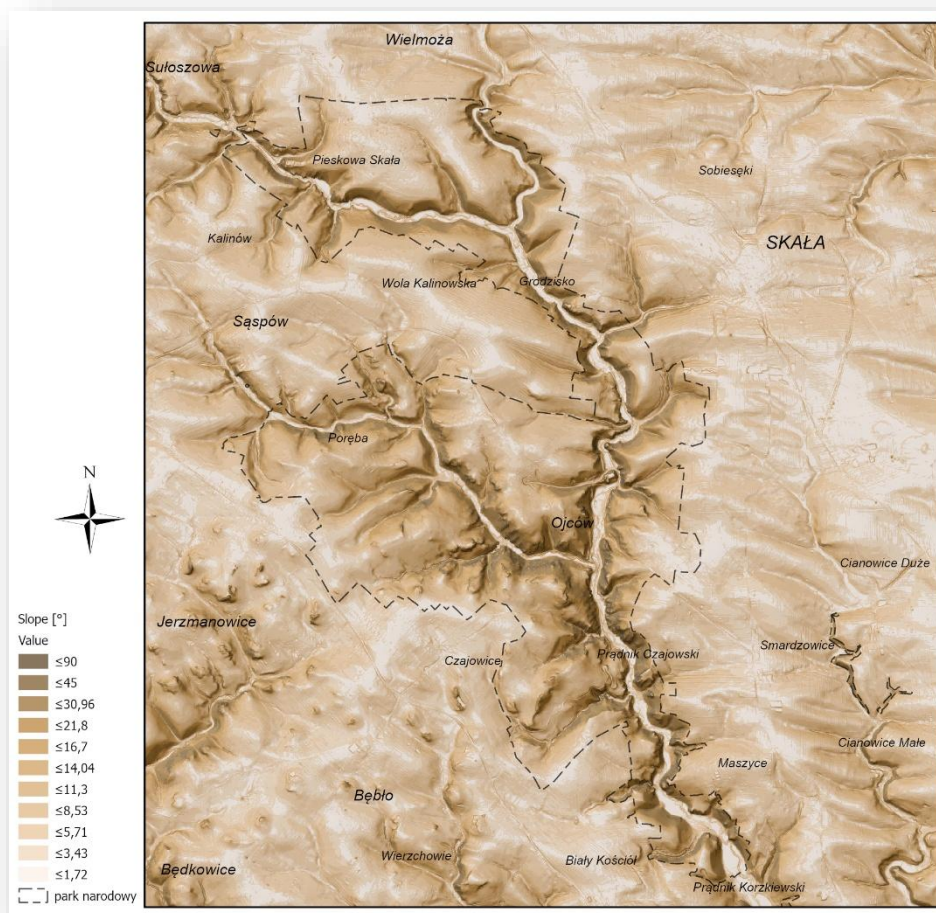 Wielmoża
Sułoszowa
Pieskowa Skała
Sobiesęki
Kalinów
SKAŁA
Wola Kalinowska
Grodzisko
Sąspów
Poręba
N
Ojców
Cianowice Duże
Jerzmanowice
Smardzowice
Czajowice
Prądnik Czajowski
Cianowice Małe
Maszyce
Bębło
Wierzchowie
Biały Kościół
Będkowice
Prądnik Korzkiewski
Slope [°]
Value
≤90
≤45
≤30,96
≤21,8
≤16,7
≤14,04
≤11,3
≤8,53
≤5,71
≤3,43
≤1,72
park narodowy